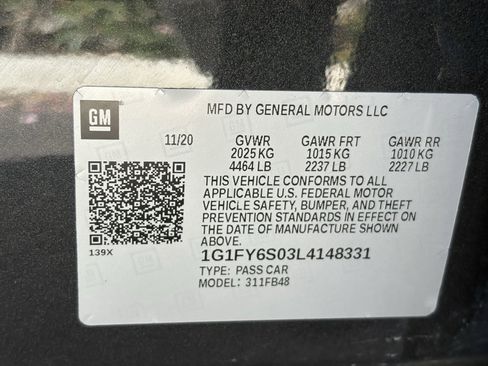 GM
MFD BY GENERAL MOTORS LLC
11/20 GVWR GAWR FRT GAWR RR
2025 KG 1015 KG 1010 KG
4464 LB 2237 LB 2227 LB
THIS VEHICLE CONFORMS TO ALL
APPLICABLE U.S. FEDERAL MOTOR
VEHICLE SAFETY, BUMPER, AND THEFT
PREVENTION STANDARDS IN EFFECT ON
THE DATE OF MANUFACTURE SHOWN
ABOVE.
139X
1G1FY6S03L4148331
TYPE: PASS CAR
MODEL: 311FB48